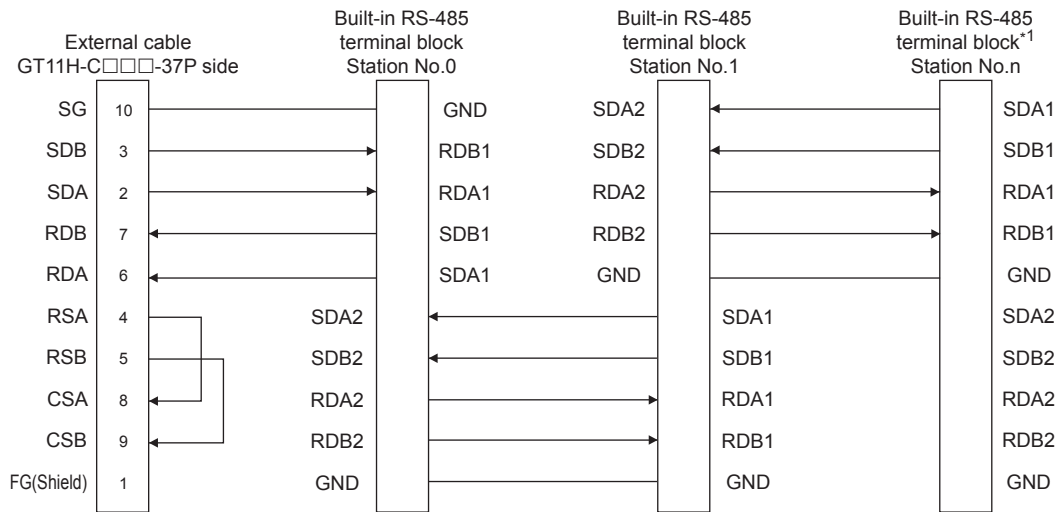 External cable
GT11H-C□□□-37P side
Built-in RS-485
terminal block
Station No.0
Built-in RS-485
terminal block
Station No.1
Built-in RS-485
terminal block*1
Station No.n
SG 10 GND SDA2 SDA1
SDB 3 RDB1 SDB2 SDB1
SDA 2 RDA1 RDA2 RDA1
RDB 7 SDB1 RDB2 RDB1
RDA 6 SDA1 GND GND
RSA 4 SDA2 SDA1 SDA2
RSB 5 SDB2 SDB1 SDB2
CSA 8 RDA2 RDA1 RDA2
CSB 9 RDB2 RDB1 RDB2
FG(Shield) 1 GND GND GND